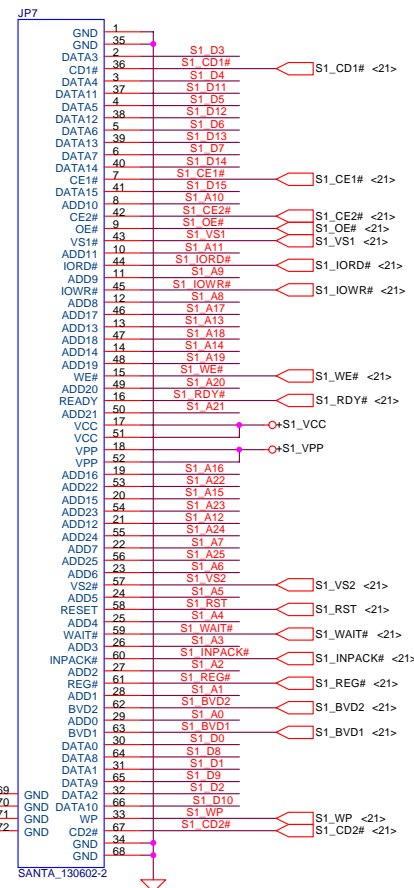 JP7
GND 1
GND 35
DATA3 2 S1_D3
CD1# 36 S1_CD1# S1_CD1# <21>
DATA4 3 S1_D4
DATA11 37 S1_D11
DATA5 4 S1_D5
DATA12 38 S1_D12
DATA6 5 S1_D6
DATA13 39 S1_D13
DATA7 6 S1_D7
DATA14 40 S1_D14
CE1# 7 S1_CE1# S1_CE1# <21>
DATA15 41 S1_D15
ADD10 8 S1_A10
CE2# 42 S1_CE2# S1_CE2# <21>
OE# 9 S1_OE# S1_OE# <21>
VS1# 43 S1_VS1 S1_VS1 <21>
ADD11 10 S1_A11
IORD# 44 S1_IORD# S1_IORD# <21>
ADD9 11 S1_A9
IOWR# 45 S1_IOWR# S1_IOWR# <21>
ADD8 12 S1_A8
ADD17 46 S1_A17
ADD13 13 S1_A13
ADD18 47 S1_A18
ADD14 14 S1_A14
ADD19 48 S1_A19
WE# 15 S1_WE# S1_WE# <21>
ADD20 49 S1_A20
READY 16 S1_RDY# S1_RDY# <21>
ADD21 50 S1_A21
VCC 17 +S1_VCC
VCC 51
VPP 18 +S1_VPP
VPP 52
ADD16 19 S1_A16
ADD22 53 S1_A22
ADD15 20 S1_A15
ADD23 54 S1_A23
ADD12 21 S1_A12
ADD24 55 S1_A24
ADD7 22 S1_A7
ADD25 56 S1_A25
ADD6 23 S1_A6
VS2# 57 S1_VS2 S1_VS2 <21>
ADD5 24 S1_A5
RESET 58 S1_RST S1_RST <21>
ADD4 25 S1_A4
WAIT# 59 S1_WAIT# S1_WAIT# <21>
ADD3 26 S1_A3
INPACK# 60 S1_INPACK# S1_INPACK# <21>
ADD2 27 S1_A2
REG# 61 S1_REG# S1_REG# <21>
ADD1 28 S1_A1
BVD2 62 S1_BVD2 S1_BVD2 <21>
ADD0 29 S1_A0
BVD1 63 S1_BVD1 S1_BVD1 <21>
DATA0 30 S1_D0
DATA8 64 S1_D8
DATA1 31 S1_D1
DATA9 65 S1_D9
69 GND DATA2 32 S1_D2
70 GND DATA10 66 S1_D10
71 GND WP 33 S1_WP S1_WP <21>
72 GND CD2# 67 S1_CD2# S1_CD2# <21>
GND 34
GND 68
SANTA_130602-2